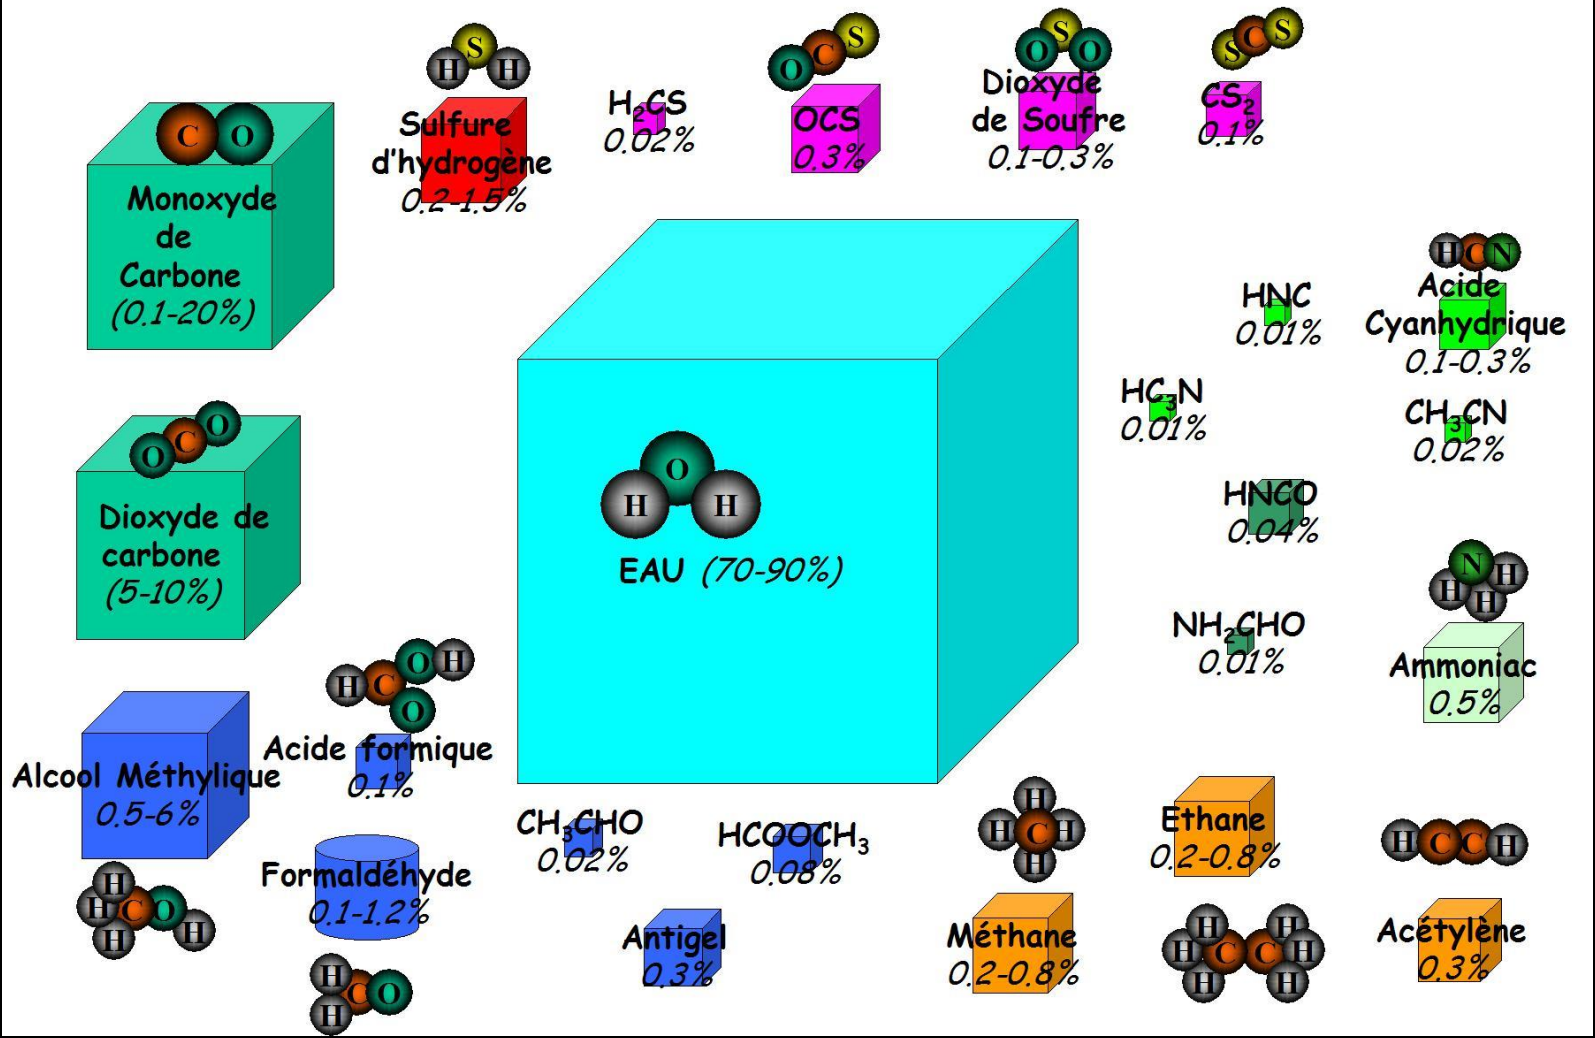 C O
Monoxyde
de
Carbone
(0.1-20%)
S
H H
Sulfure
d'hydrogène
0.2-1.5%
H₂CS
0.02%
O C S
OCS
0.3%
O S O
Dioxyde
de Soufre
0.1-0.3%
S C S
CS₂
0.1%
O
H H
EAU (70-90%)
HNC
0.01%
H C N
Acide
Cyanhydrique
0.1-0.3%
HC₃N
0.01%
CH₃CN
0.02%
HNCO
0.04%
NH₂CHO
0.01%
N
H H H
Ammoniac
0.5%
O C O
Dioxyde de
carbone
(5-10%)
Alcool Méthylique
0.5-6%
H
H C O
H H
H C O H
O
Acide formique
0.1%
Formaldéhyde
0.1-1.2%
H
C O
H
CH₃CHO
0.02%
HCOOCH₃
0.08%
Antigel
0.3%
H
H C H
H
Méthane
0.2-0.8%
Ethane
0.2-0.8%
H H
H C C H
H H
H C C H
Acétylène
0.3%